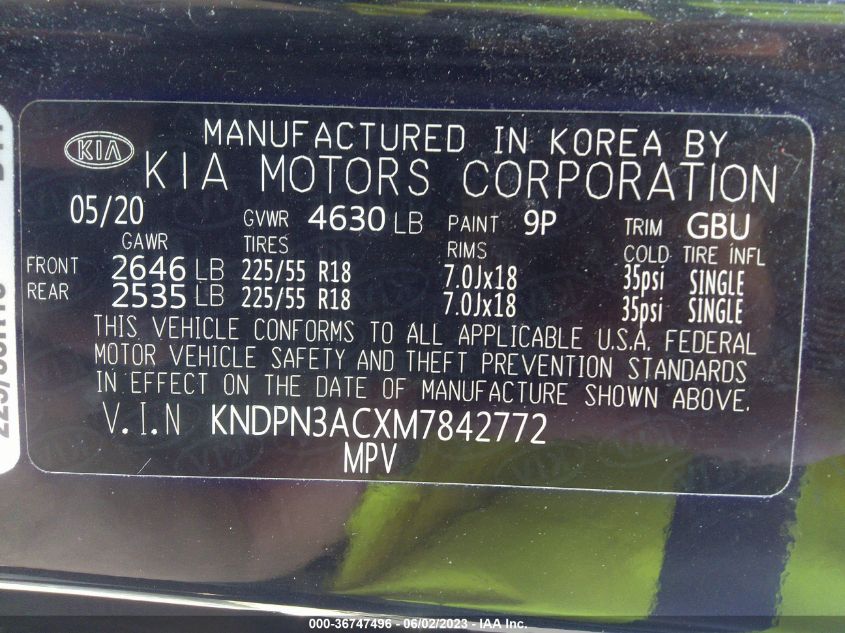 MANUFACTURED IN KOREA BY
KIA
KIA MOTORS CORPORATION
05/20 GVWR 4630 LB PAINT 9P TRIM GBU
GAWR TIRES RIMS COLD TIRE INFL
FRONT 2646 LB 225/55 R18 7.0Jx18 35psi SINGLE
REAR 2535 LB 225/55 R18 7.0Jx18 35psi SINGLE
THIS VEHICLE CONFORMS TO ALL APPLICABLE U.S.A. FEDERAL
MOTOR VEHICLE SAFETY AND THEFT PREVENTION STANDARDS
IN EFFECT ON THE DATE OF MANUFACTURE SHOWN ABOVE.
V.I.N KNDPN3ACXM7842772
MPV
000-36747496 - 06/02/2023 - IAA Inc.